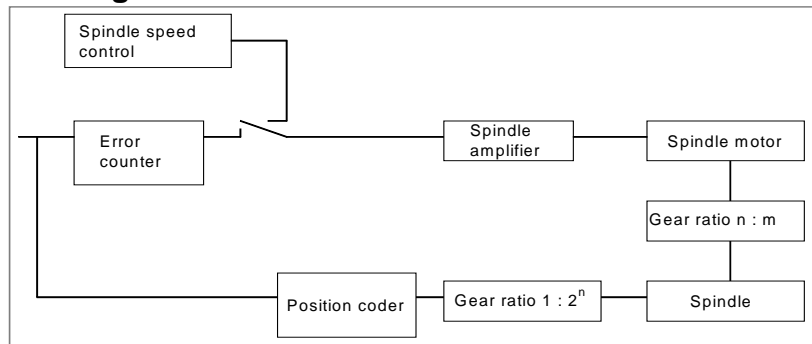 Spindle speed
control
Error
counter
Spindle
amplifier
Spindle motor
Gear ratio n : m
Position coder
Gear ratio 1 : 2ⁿ
Spindle